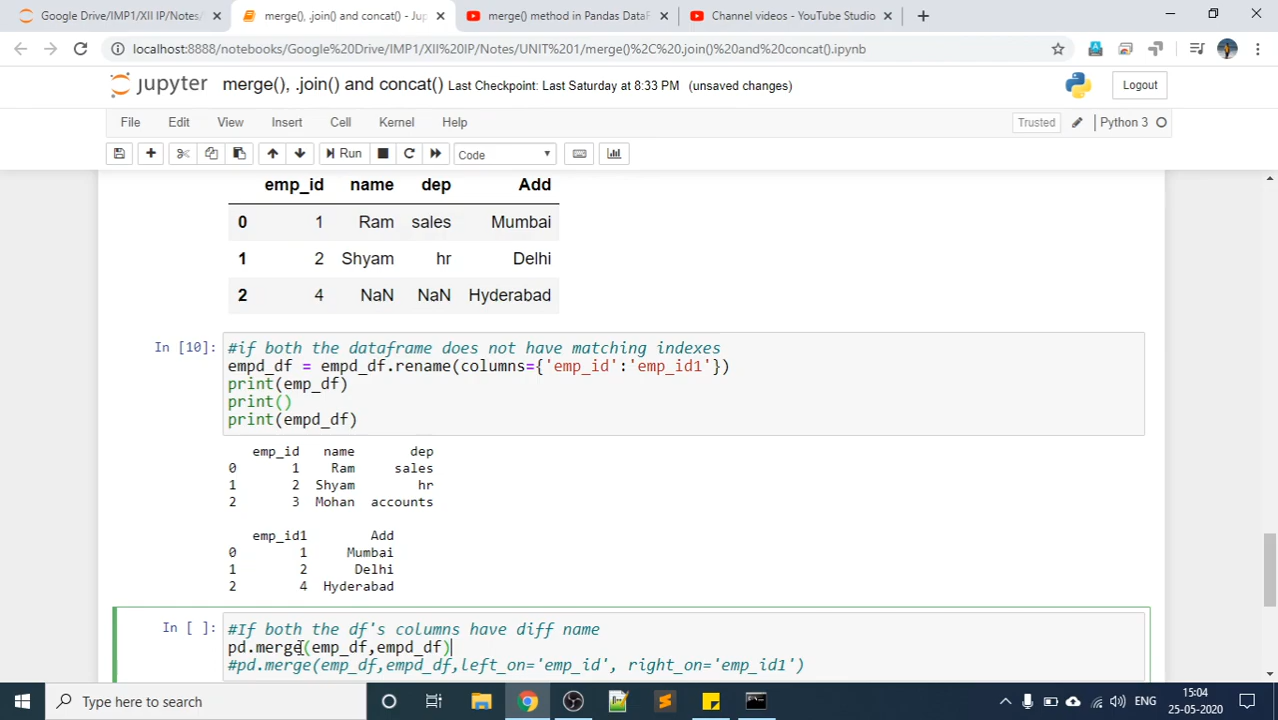 Google Drive/IMP1/XII IP/Notes/
merge(), .join() and concat() - Jup
merge() method in Pandas DataF
Channel videos - YouTube Studio
localhost:8888/notebooks/Google%20Drive/IMP1/XII%20IP/Notes/UNIT%201/merge()%2C%20.join()%20and%20concat().ipynb
jupyter merge(), .join() and concat() Last Checkpoint: Last Saturday at 8:33 PM (unsaved changes) Logout
File Edit View Insert Cell Kernel Help Trusted Python 3
Run Code
emp_id name dep Add
0 1 Ram sales Mumbai
1 2 Shyam hr Delhi
2 4 NaN NaN Hyderabad
In [10]: #if both the dataframe does not have matching indexes
empd_df = empd_df.rename(columns={'emp_id':'emp_id1'})
print(emp_df)
print()
print(empd_df)
emp_id name dep
0 1 Ram sales
1 2 Shyam hr
2 3 Mohan accounts
emp_id1 Add
0 1 Mumbai
1 2 Delhi
2 4 Hyderabad
In [ ]: #If both the df's columns have diff name
pd.merge(emp_df,empd_df)
#pd.merge(emp_df,empd_df,left_on='emp_id', right_on='emp_id1')
Type here to search
ENG
15:04
25-05-2020